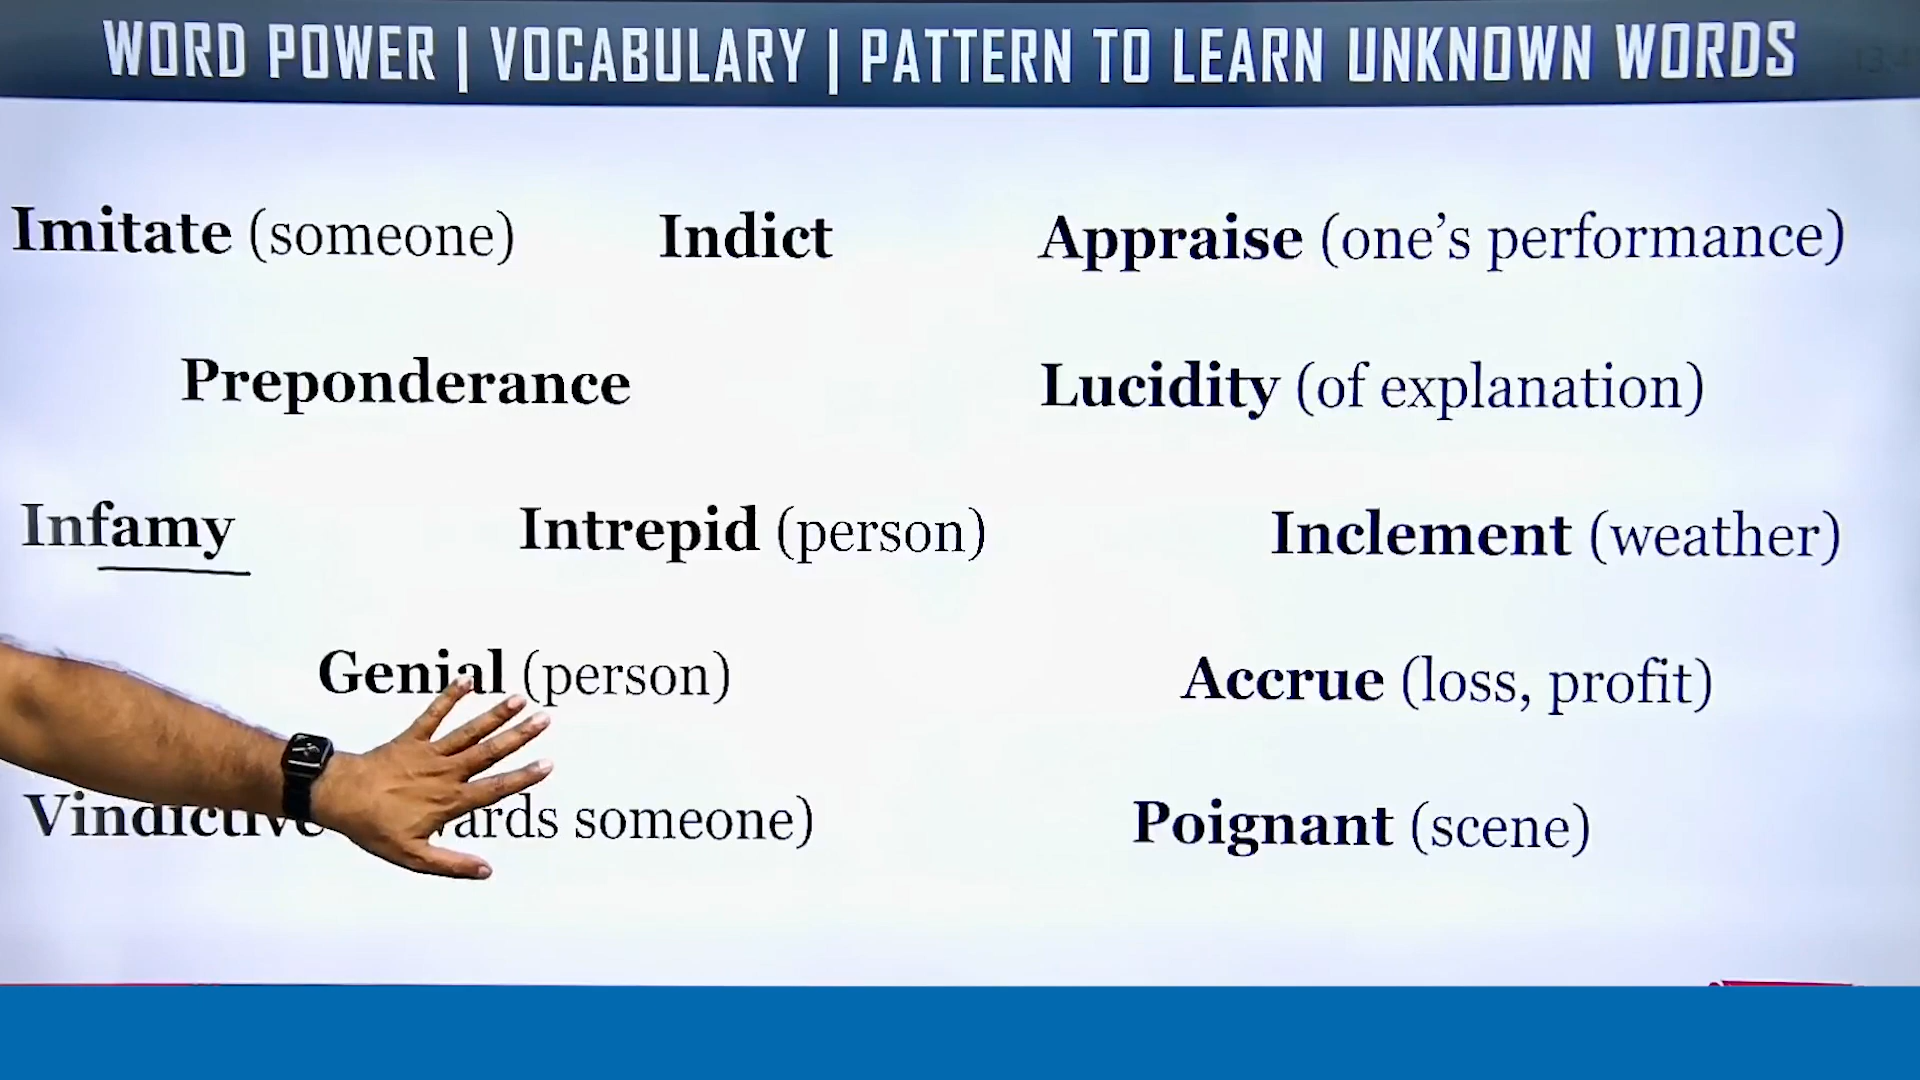 WORD POWER | VOCABULARY | PATTERN TO LEARN UNKNOWN WORDS
Imitate (someone) Indict Appraise (one's performance)
Preponderance Lucidity (of explanation)
Infamy Intrepid (person) Inclement (weather)
Genial (person) Accrue (loss, profit)
Vindictive someone) Poignant (scene)